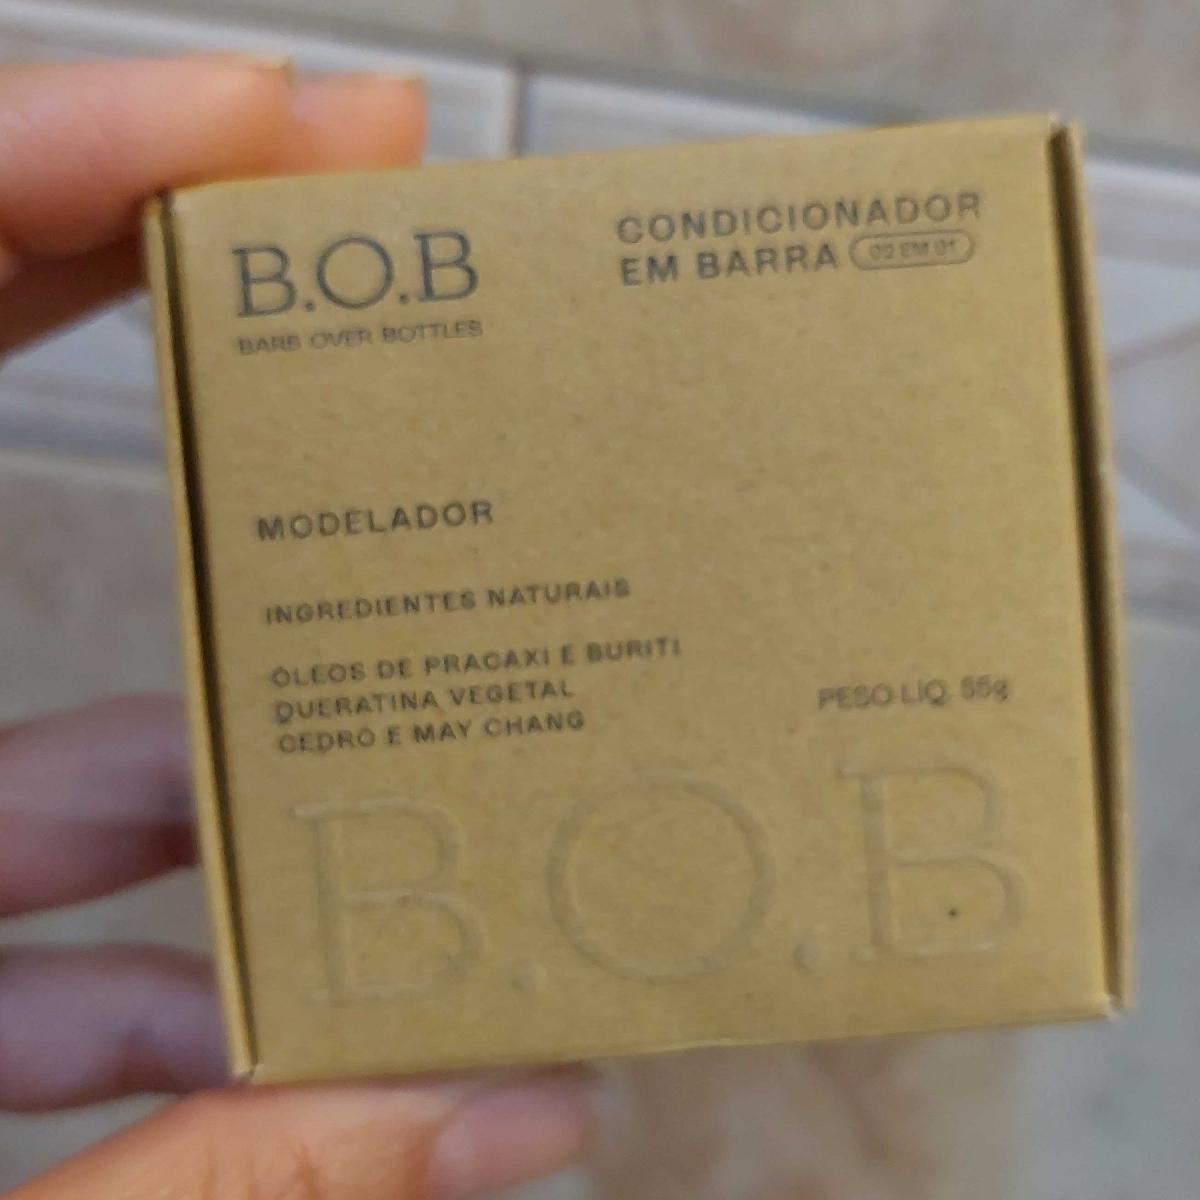 B.O.B
BARS OVER BOTTLES
CONDICIONADOR
EM BARRA 02 EM 01
MODELADOR
INGREDIENTES NATURAIS
ÓLEOS DE PRACAXI E BURITI
QUERATINA VEGETAL
CEDRO E MAY CHANG
PESO LÍQ. 55g
B.O.B